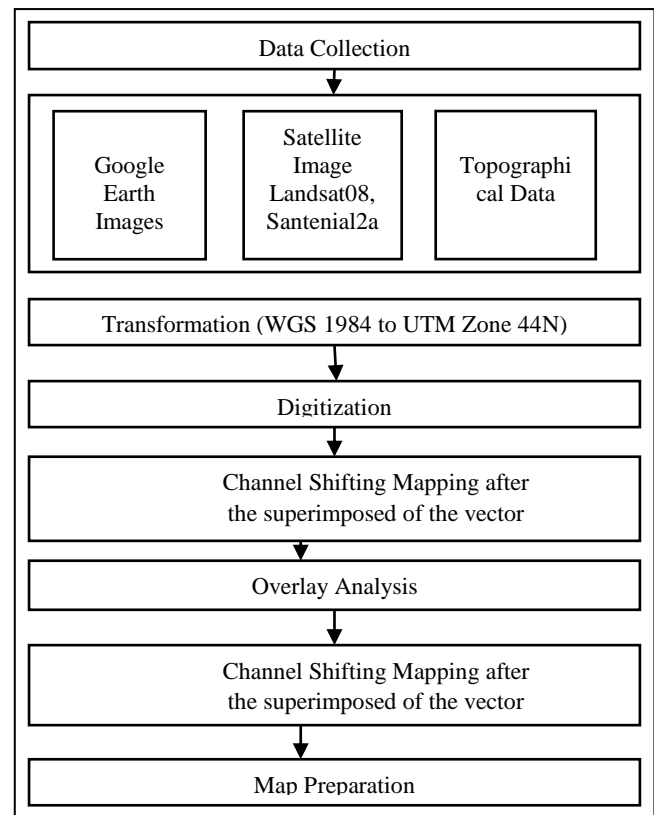 Data Collection
Google
Earth
Images
Satellite
Image
Landsat08,
Santenial2a
Topographi
cal Data
Transformation (WGS 1984 to UTM Zone 44N)
Digitization
Channel Shifting Mapping after
the superimposed of the vector
Overlay Analysis
Channel Shifting Mapping after
the superimposed of the vector
Map Preparation